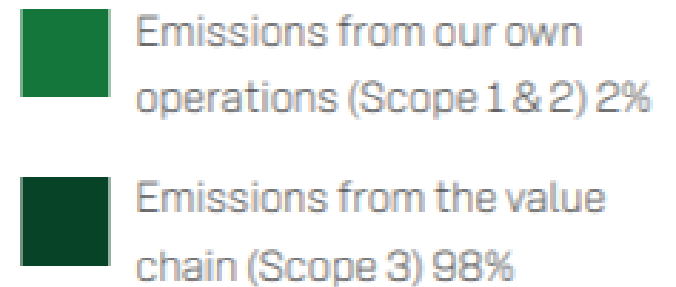 Emissions from our own
operations (Scope 1 & 2) 2%
Emissions from the value
chain (Scope 3) 98%